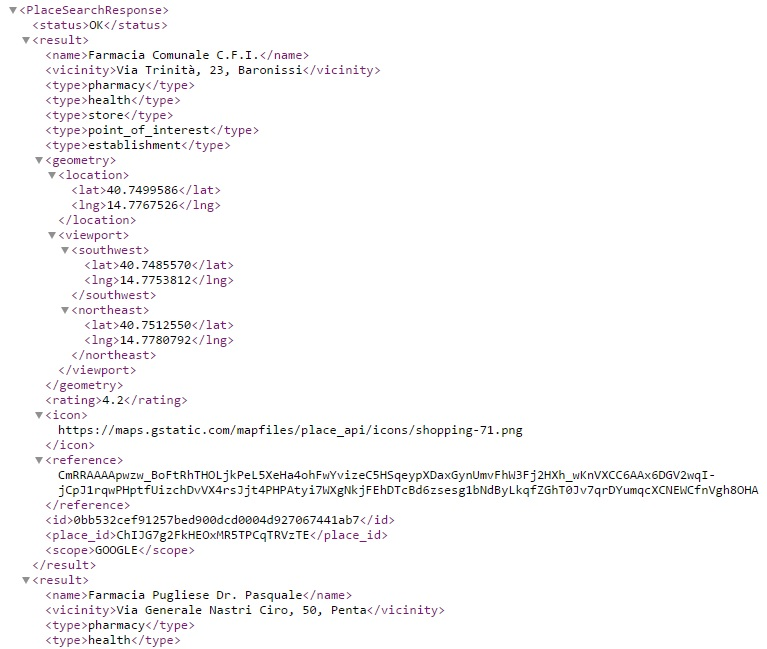 <PlaceSearchResponse>
<status>OK</status>
<result>
<name>Farmacia Comunale C.F.I.</name>
<vicinity>Via Trinità, 23, Baronissi</vicinity>
<type>pharmacy</type>
<type>health</type>
<type>store</type>
<type>point_of_interest</type>
<type>establishment</type>
<geometry>
<location>
<lat>40.7499586</lat>
<lng>14.7767526</lng>
</location>
<viewport>
<southwest>
<lat>40.7485570</lat>
<lng>14.7753812</lng>
</southwest>
<northeast>
<lat>40.7512550</lat>
<lng>14.7780792</lng>
</northeast>
</viewport>
</geometry>
<rating>4.2</rating>
<icon>
https://maps.gstatic.com/mapfiles/place_api/icons/shopping-71.png
</icon>
<reference>
CmRRAAAApwzw_BoFtRhTHOLjkPeL5XeHa4ohFwYvizeC5HSqeypXDaxGynUmvFhW3Fj2HXh_wKnVXCC6AAx6DGV2wqI-
jCpJ1rqwPHptfUizchDvVX4rsJjt4PHPAtyi7WXgNkjFEhDTcBd6zsesg1bNdByLkqfZGhT0Jv7qrDYumqcXCNEWCfnVgh8OHA
</reference>
<id>0bb532cef91257bed900dcd0004d927067441ab7</id>
<place_id>ChIJG7g2FkHEOxMR5TPCqTRVzTE</place_id>
<scope>GOOGLE</scope>
</result>
<result>
<name>Farmacia Pugliese Dr. Pasquale</name>
<vicinity>Via Generale Nastri Ciro, 50, Penta</vicinity>
<type>pharmacy</type>
<type>health</type>